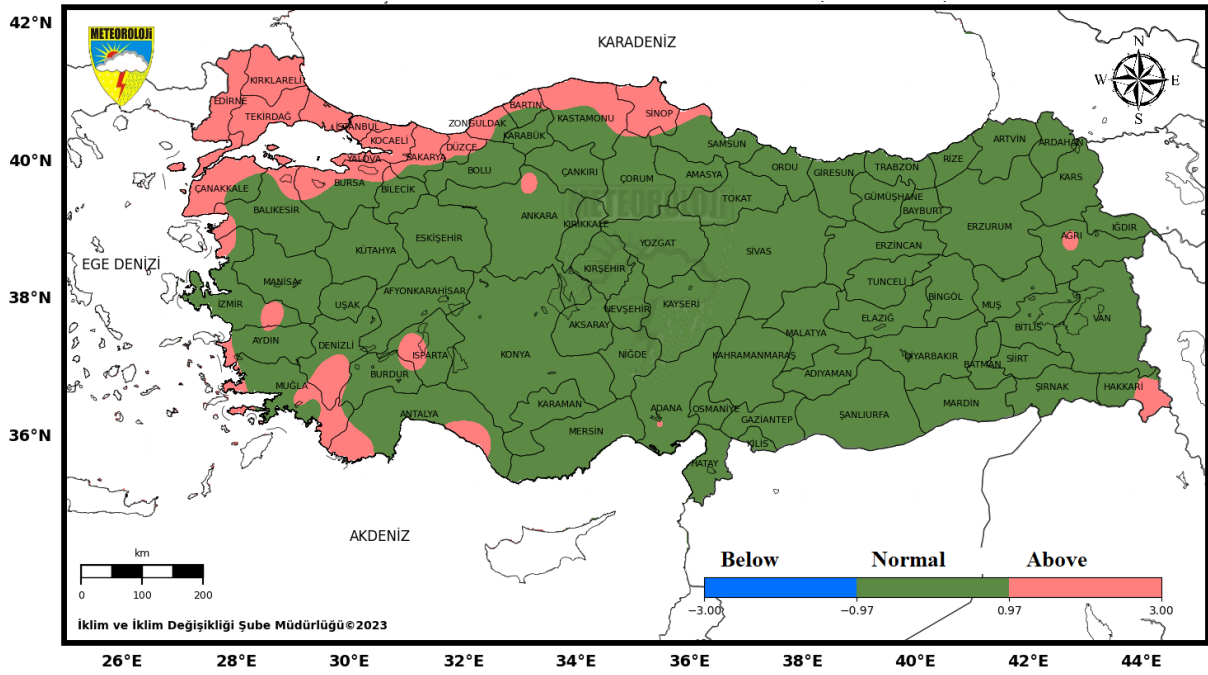 42°N
40°N
38°N
36°N
METEOROLOJİ
KARADENİZ
N
W E
S
KIRKLARELİ
EDİRNE
TEKİRDAĞ
İSTANBUL
KOCAELİ
YALOVA
SAKARYA
DÜZCE
ZONGULDAK
BARTIN
KARABÜK
KASTAMONU
SİNOP
SAMSUN
ORDU
GİRESUN
TRABZON
RİZE
ARTVİN
ARDAHAN
KARS
ÇANAKKALE
BURSA
BİLECİK
BOLU
ÇANKIRI
ÇORUM
AMASYA
TOKAT
GÜMÜŞHANE
BAYBURT
BALIKESİR
ANKARA
KIRIKKALE
METEOROLOJİ
ERZURUM
AĞRI
IĞDIR
KÜTAHYA
ESKİŞEHİR
YOZGAT
SİVAS
ERZİNCAN
EGE DENİZİ
MANİSA
KIRŞEHİR
TUNCELİ
İZMİR
UŞAK
AFYONKARAHİSAR
NEVŞEHİR
KAYSERİ
BİNGÖL
MUŞ
ELAZIĞ
AKSARAY
BİTLİS
VAN
MALATYA
AYDIN
DENİZLİ
ISPARTA
KONYA
NİĞDE
KAHRAMANMARAŞ
DİYARBAKIR
BATMAN
SİİRT
BURDUR
ADIYAMAN
MUĞLA
ŞIRNAK
HAKKARİ
ANTALYA
KARAMAN
ADANA
OSMANİYE
GAZİANTEP
ŞANLIURFA
MARDİN
MERSİN
KİLİS
HATAY
AKDENİZ
km
0 100 200
Below Normal Above
−3.00 −0.97 0.97 3.00
İklim ve İklim Değişikliği Şube Müdürlüğü©2023
26°E 28°E 30°E 32°E 34°E 36°E 38°E 40°E 42°E 44°E